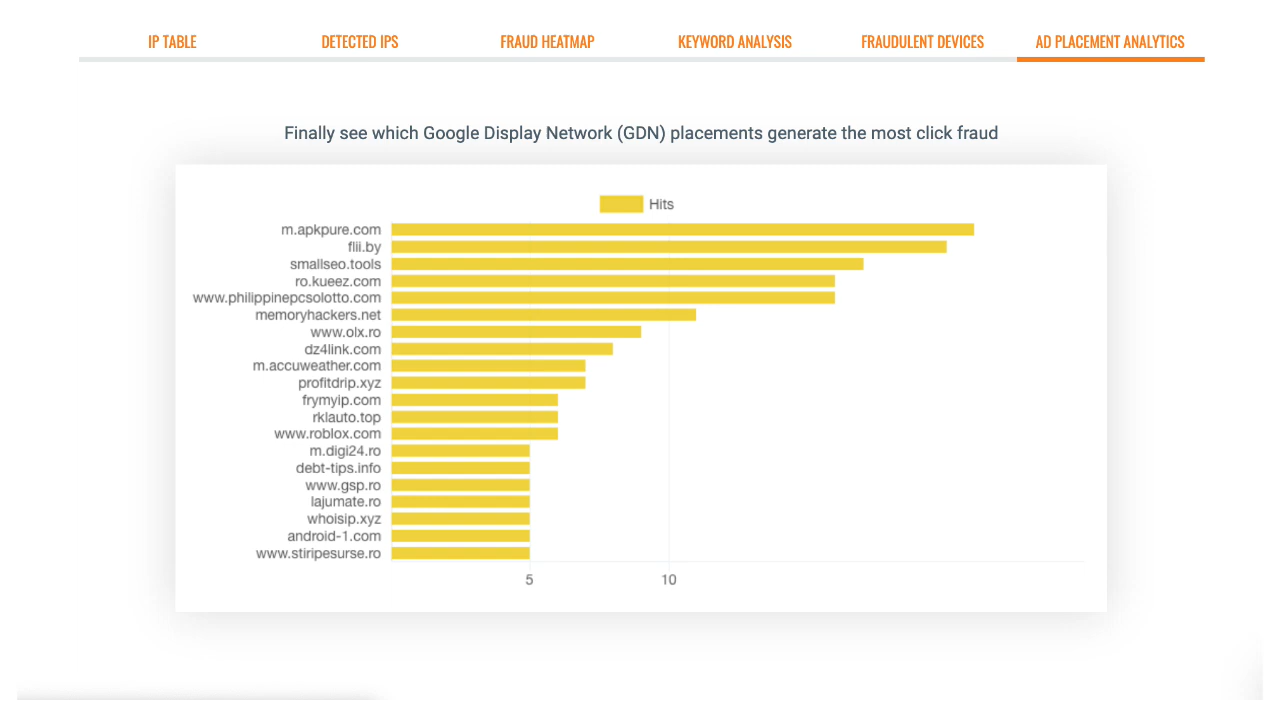 IP TABLE
DETECTED IPS
FRAUD HEATMAP
KEYWORD ANALYSIS
FRAUDULENT DEVICES
AD PLACEMENT ANALYTICS
Finally see which Google Display Network (GDN) placements generate the most click fraud
Hits
m.apkpure.com
flii.by
smallseo.tools
ro.kueez.com
www.philippinepcsolotto.com
memoryhackers.net
www.olx.ro
dz4link.com
m.accuweather.com
profitdrip.xyz
frymyip.com
rklauto.top
www.roblox.com
m.digi24.ro
debt-tips.info
www.gsp.ro
lajumate.ro
whoisip.xyz
android-1.com
www.stiripesurse.ro
5
10